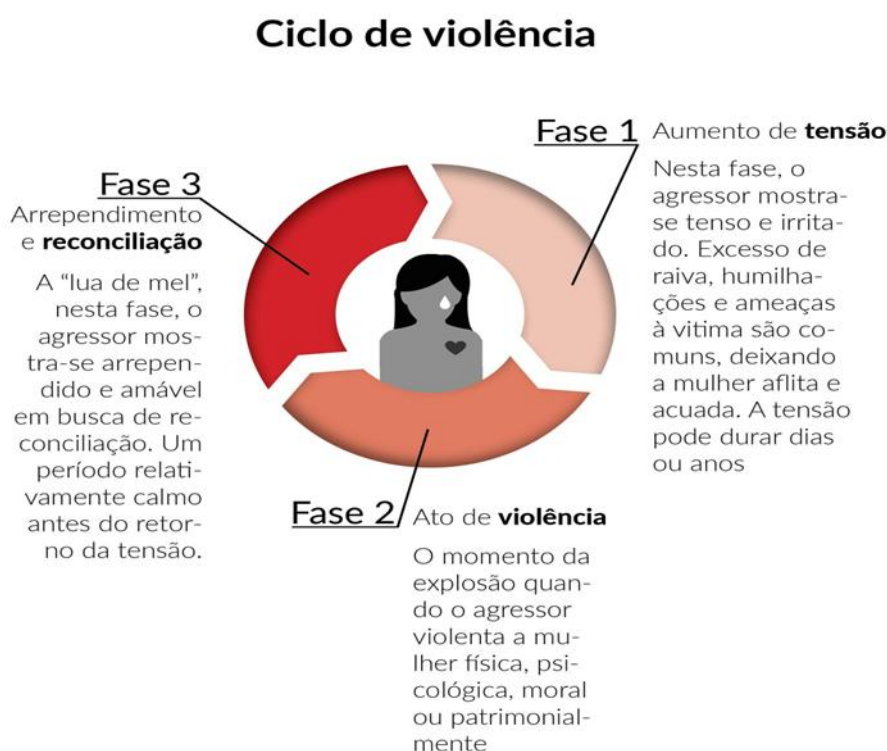 Ciclo de violência
Fase 1
Aumento de tensão
Nesta fase, o
agressor mostra-
se tenso e irrita-
do. Excesso de
raiva, humilha-
ções e ameaças
à vitima são co-
muns, deixando
a mulher aflita e
acuada. A tensão
pode durar dias
ou anos
Fase 2
Ato de violência
O momento da
explosão quan-
do o agressor
violenta a mu-
lher física, psi-
cológica, moral
ou patrimonial-
mente
Fase 3
Arrependimento
e reconciliação
A “lua de mel”,
nesta fase, o
agressor mos-
tra-se arrepen-
dido e amável
em busca de re-
conciliação. Um
período relati-
vamente calmo
antes do retor-
no da tensão.